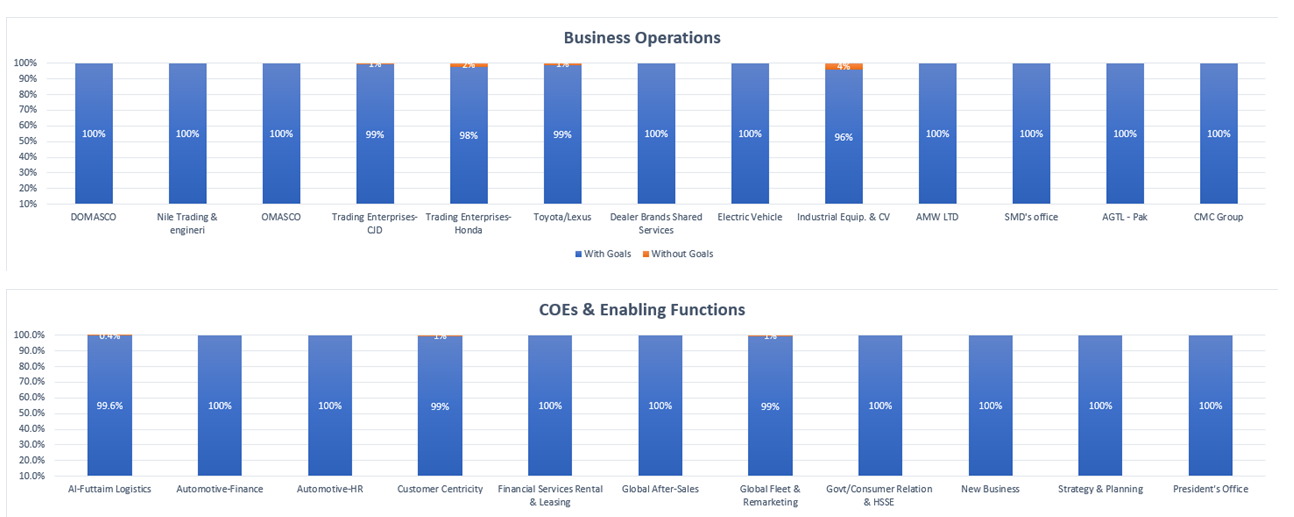 Business Operations
100%
90%
80%
70%
60%
50%
40%
30%
20%
10%
1%
2%
1%
4%
100%
100%
100%
99%
98%
99%
100%
100%
96%
100%
100%
100%
100%
DOMASCO
Nile Trading &
engineri
OMASCO
Trading Enterprises-
CJD
Trading Enterprises-
Honda
Toyota/Lexus
Dealer Brands Shared
Services
Electric Vehicle
Industrial Equip. & CV
AMW LTD
SMD's office
AGTL - Pak
CMC Group
With Goals
Without Goals
COEs & Enabling Functions
100.0%
90.0%
80.0%
70.0%
60.0%
50.0%
40.0%
30.0%
20.0%
10.0%
0.4%
1%
1%
99.6%
100%
100%
99%
100%
100%
99%
100%
100%
100%
100%
Al-Futtaim Logistics
Automotive-Finance
Automotive-HR
Customer Centricity
Financial Services Rental
& Leasing
Global After-Sales
Global Fleet &
Remarketing
Govt/Consumer Relation
& HSSE
New Business
Strategy & Planning
President's Office